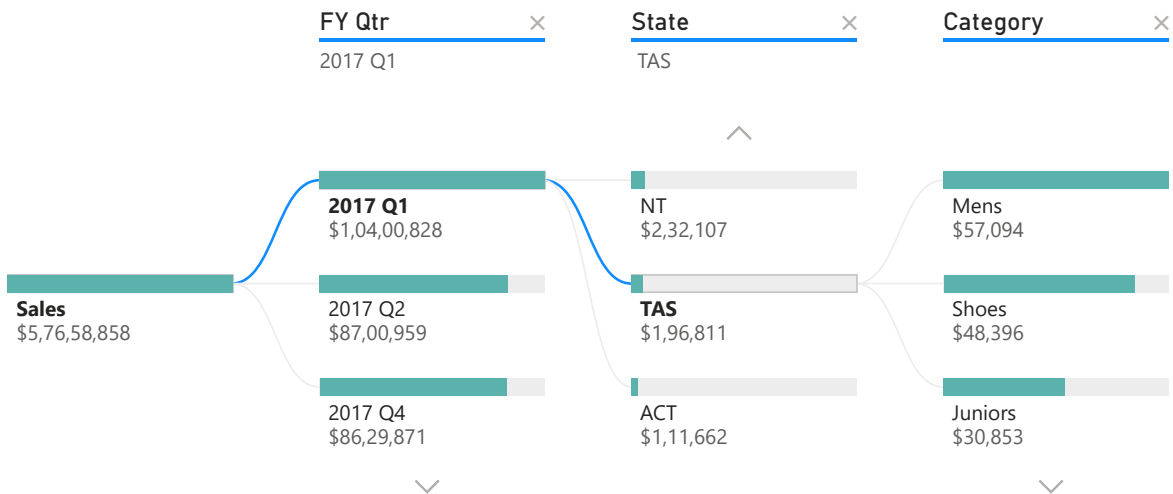 FY Qtr
2017 Q1
State
TAS
Category
Sales
$5,76,58,858
2017 Q1
$1,04,00,828
2017 Q2
$87,00,959
2017 Q4
$86,29,871
NT
$2,32,107
TAS
$1,96,811
ACT
$1,11,662
Mens
$57,094
Shoes
$48,396
Juniors
$30,853